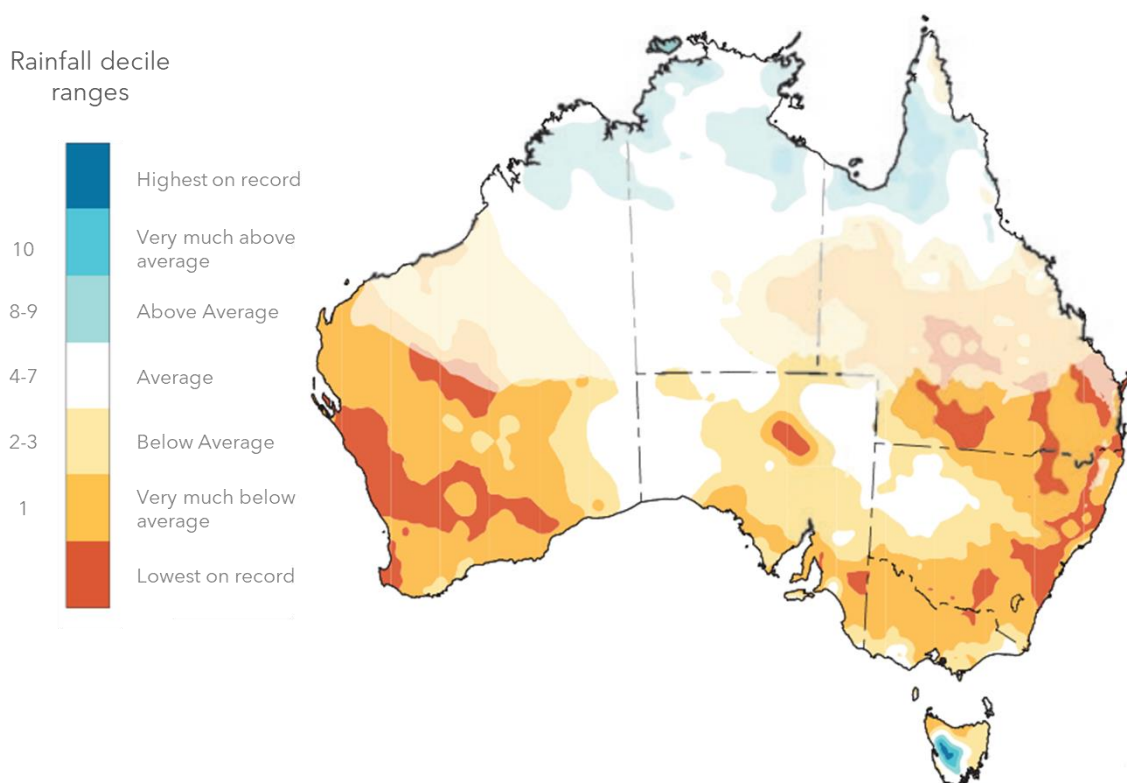 Rainfall decile
ranges
Highest on record
10
Very much above
average
8-9
Above Average
4-7
Average
2-3
Below Average
1
Very much below
average
Lowest on record